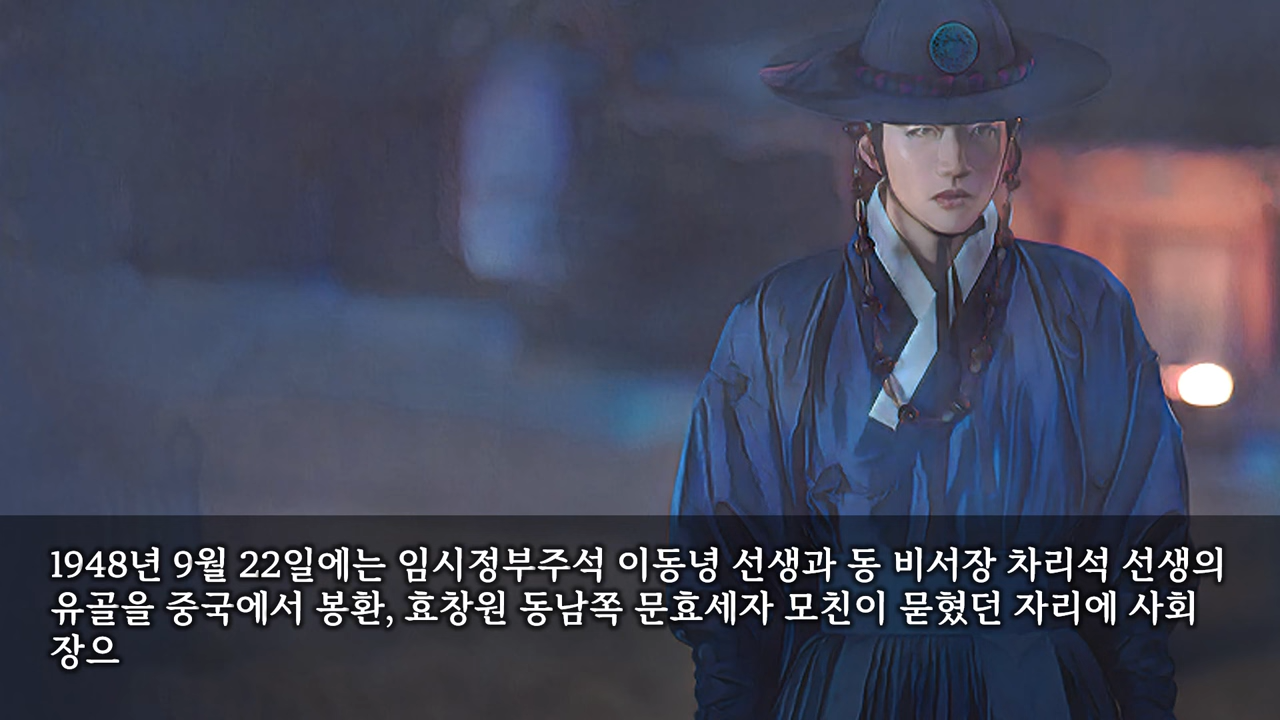 1948년 9월 22일에는 임시정부주석 이동녕 선생과 동 비서장 차리석 선생의
유골을 중국에서 봉환, 효창원 동남쪽 문효세자 모친이 묻혔던 자리에 사회
장으